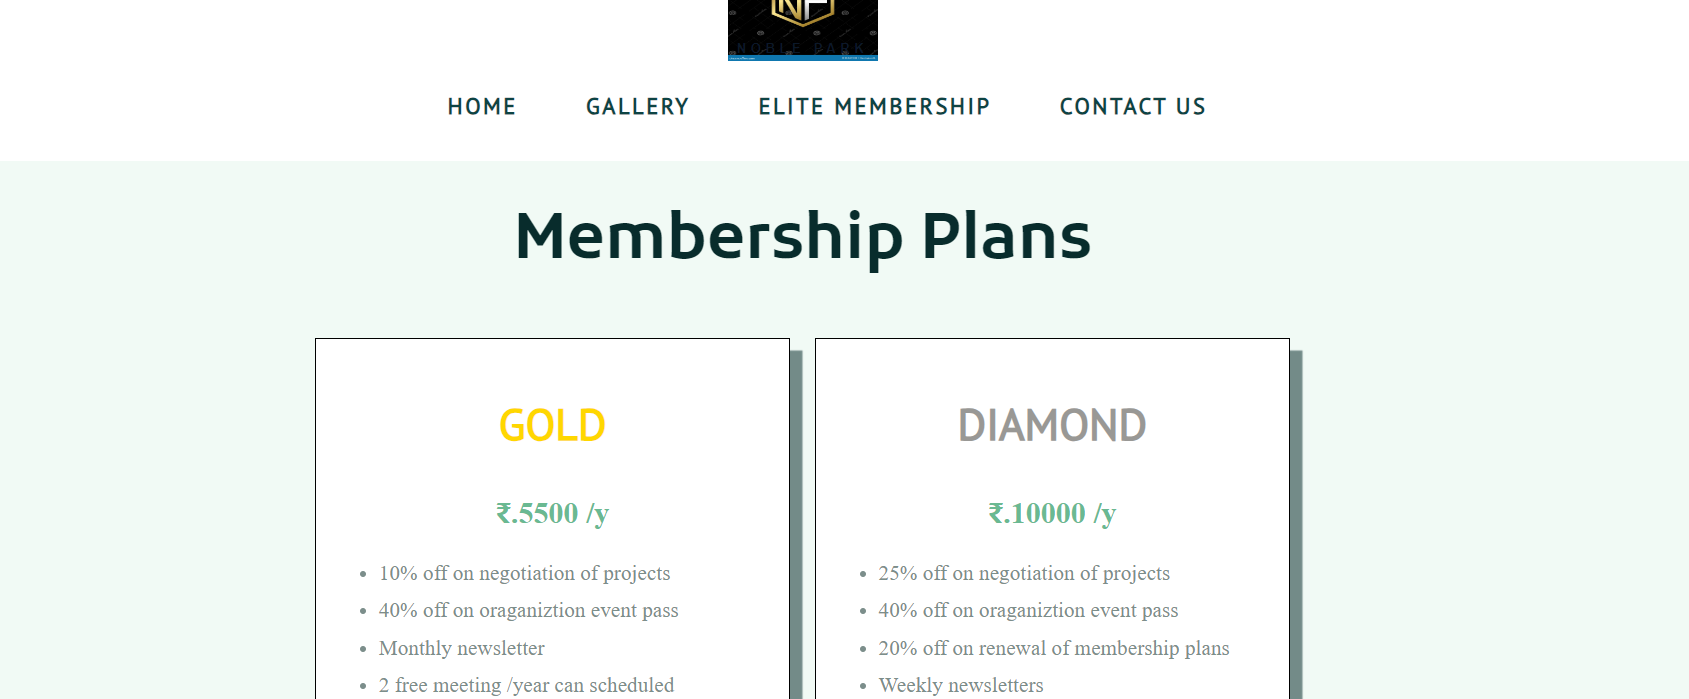 NF
NOBLE PARK
HOME GALLERY ELITE MEMBERSHIP CONTACT US
Membership Plans
GOLD
₹.5500 /y
10% off on negotiation of projects
40% off on oraganiztion event pass
Monthly newsletter
2 free meeting /year can scheduled
DIAMOND
₹.10000 /y
25% off on negotiation of projects
40% off on oraganiztion event pass
20% off on renewal of membership plans
Weekly newsletters